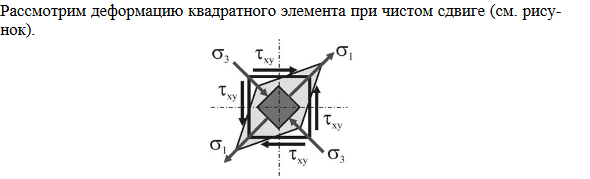 Рассмотрим деформацию квадратного элемента при чистом сдвиге (см. рису-
нок).
σ3 τxy σ1
τxy
τxy
σ1 τxy σ3